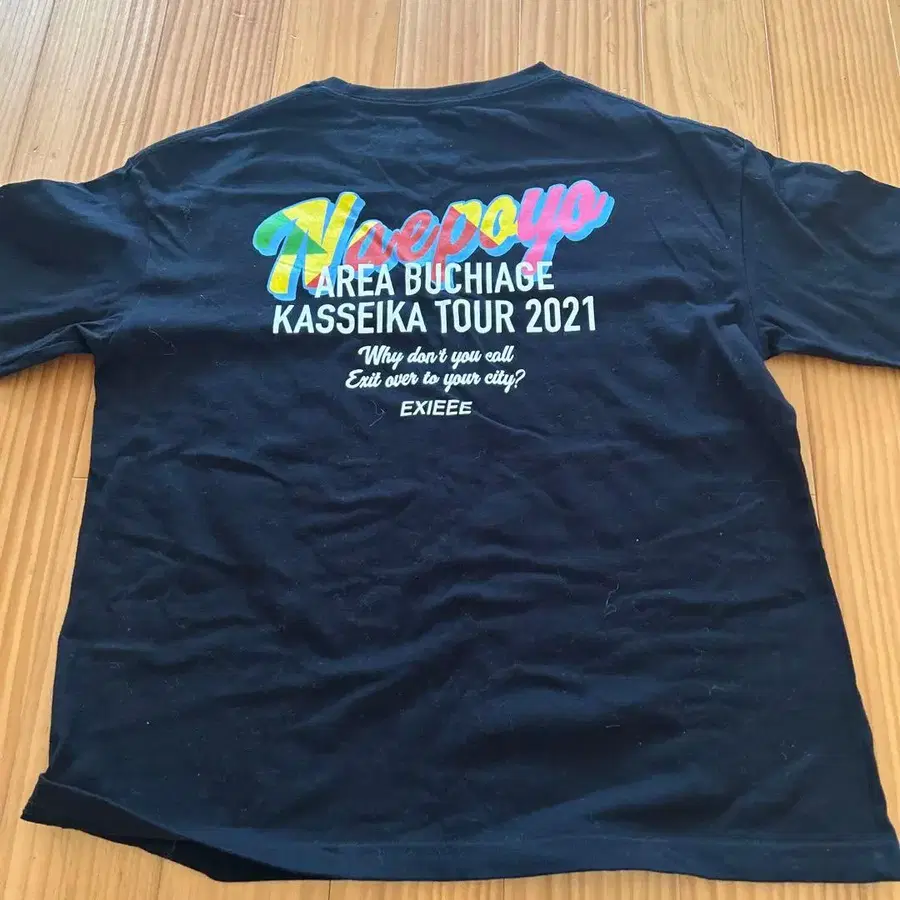 Naepoyo
AREA BUCHIAGE
KASSEIKA TOUR 2021
Why don't you call
Exit over to your city?
EXIEEE